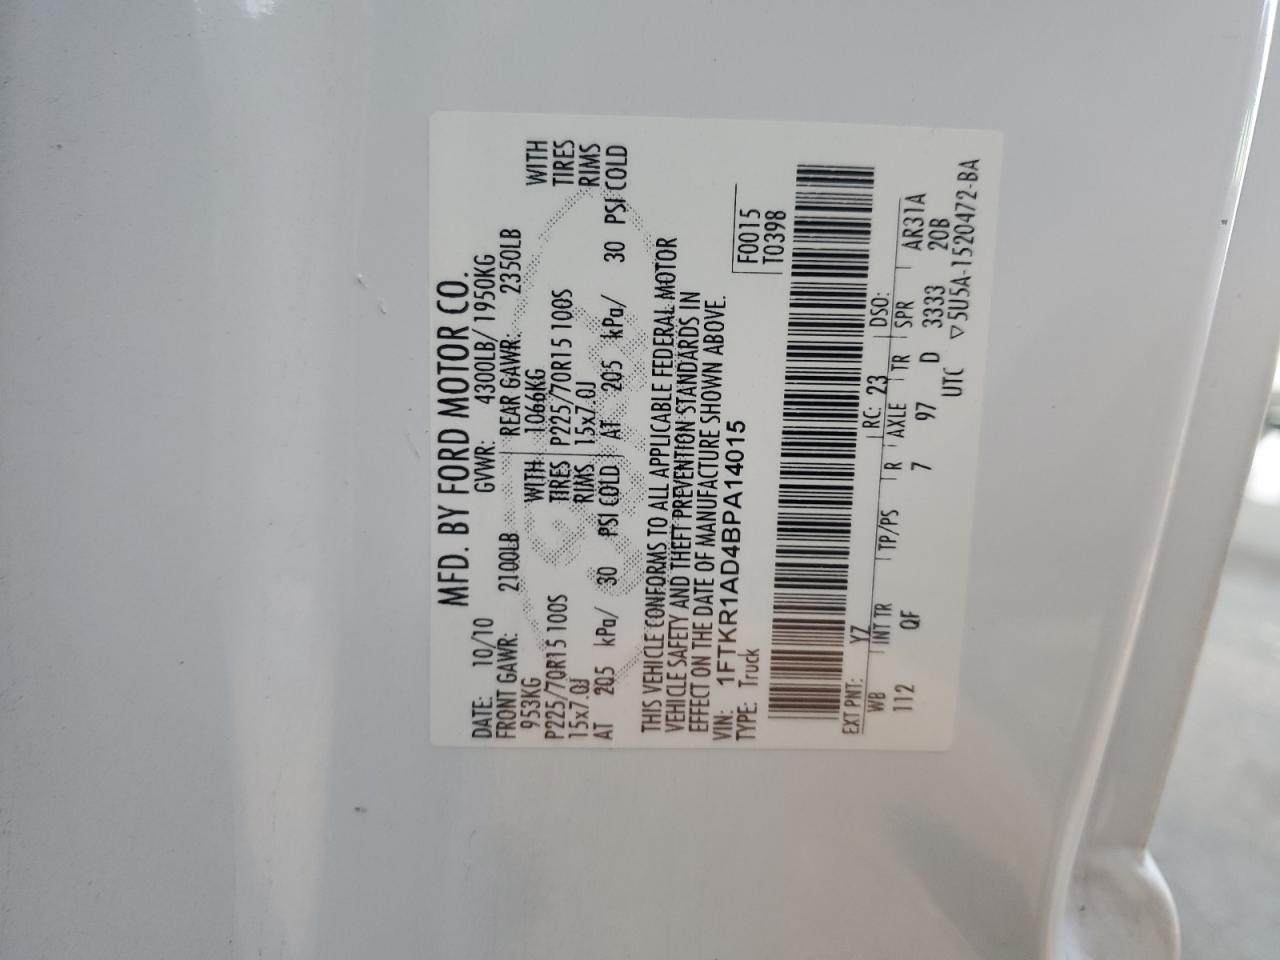 MFD. BY FORD MOTOR CO.
DATE: 10/10 GVWR: 4300LB/ 1950KG
FRONT GAWR: 2100LB REAR GAWR: 2350LB
953KG WITH 1066KG WITH
P225/70R15 100S TIRES P225/70R15 100S TIRES
15x7.0J RIMS 15x7.0J RIMS
AT 205 kPa/ 30 PSI COLD AT 205 kPa/ 30 PSI COLD
THIS VEHICLE CONFORMS TO ALL APPLICABLE FEDERAL MOTOR
VEHICLE SAFETY AND THEFT PREVENTION STANDARDS IN
EFFECT ON THE DATE OF MANUFACTURE SHOWN ABOVE.
VIN: 1FTKR1AD4BPA14015 F0015
TYPE: Truck T0398
EXT PNT: YZ RC: 23 DSO:
WB INT TR TP/PS R AXLE TR SPR AR31A
112 QF 7 97 D 3333 20B
UTC ▽5U5A-1520472-BA